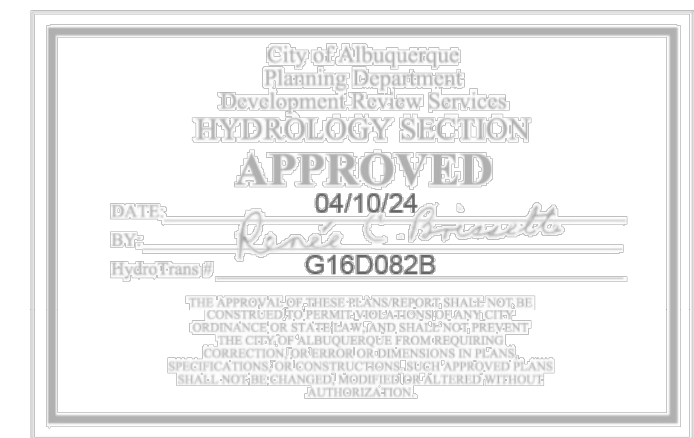 City of Albuquerque
Planning Department
Development Review Services
HYDROLOGY SECTION
APPROVED
DATE: 04/10/24
BY: Renée C. Brissette
HydroTrans# G16D082B
THE APPROVAL OF THESE PLANS/REPORT SHALL NOT BE
CONSTRUED TO PERMIT VIOLATIONS OF ANY CITY
ORDINANCE OR STATE LAW, AND SHALL NOT PREVENT
THE CITY OF ALBUQUERQUE FROM REQUIRING
CORRECTION, OR ERROR OR DIMENSIONS IN PLANS,
SPECIFICATIONS, OR CONSTRUCTIONS. SUCH APPROVED PLANS
SHALL NOT BE CHANGED, MODIFIED OR ALTERED WITHOUT
AUTHORIZATION.